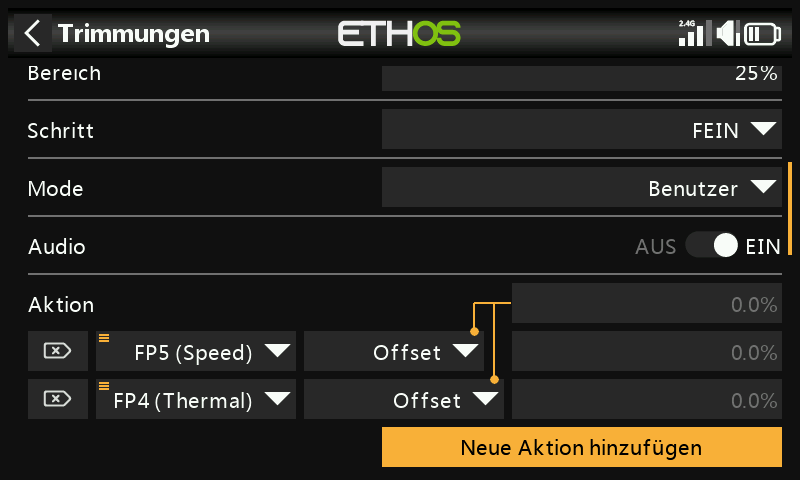 Trimmungen ETHOS 2.4G
Bereich 25%
Schritt FEIN
Mode Benutzer
Audio AUS EIN
Aktion 0.0%
FP5 (Speed) Offset 0.0%
FP4 (Thermal) Offset 0.0%
Neue Aktion hinzufügen